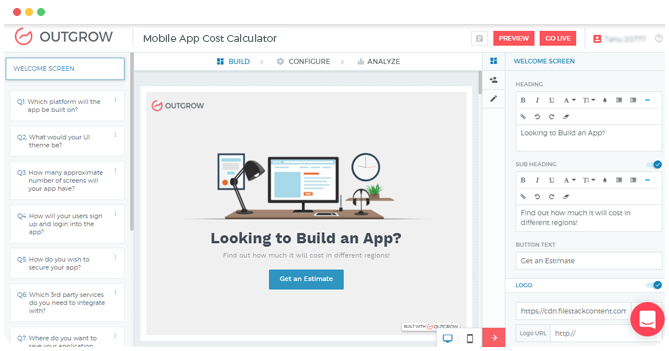 OUTGROW
Mobile App Cost Calculator
PREVIEW
GO LIVE
WELCOME SCREEN
Q1. Which platform will the
app be built on?
Q2. What would your UI
theme be?
Q3. How many approximate
number of screens will
your app have?
Q4. How will your users sign
up and login into the
app?
Q5. How do you wish to
secure your app?
Q6. Which 3rd party services
do you need to integrate
with?
Q7. Where do you want to
save your application
BUILD
CONFIGURE
ANALYZE
OUTGROW
Looking to Build an App?
Find out how much it will cost in different regions!
Get an Estimate
BUILT WITH OUTGROW
WELCOME SCREEN
HEADING
B I U A T
Looking to Build an App?
SUB HEADING
B I U A T
Find out how much it will cost in
different regions!
BUTTON TEXT
Get an Estimate
LOGO
https://cdn.filestackcontent.com
Logo URL
http://